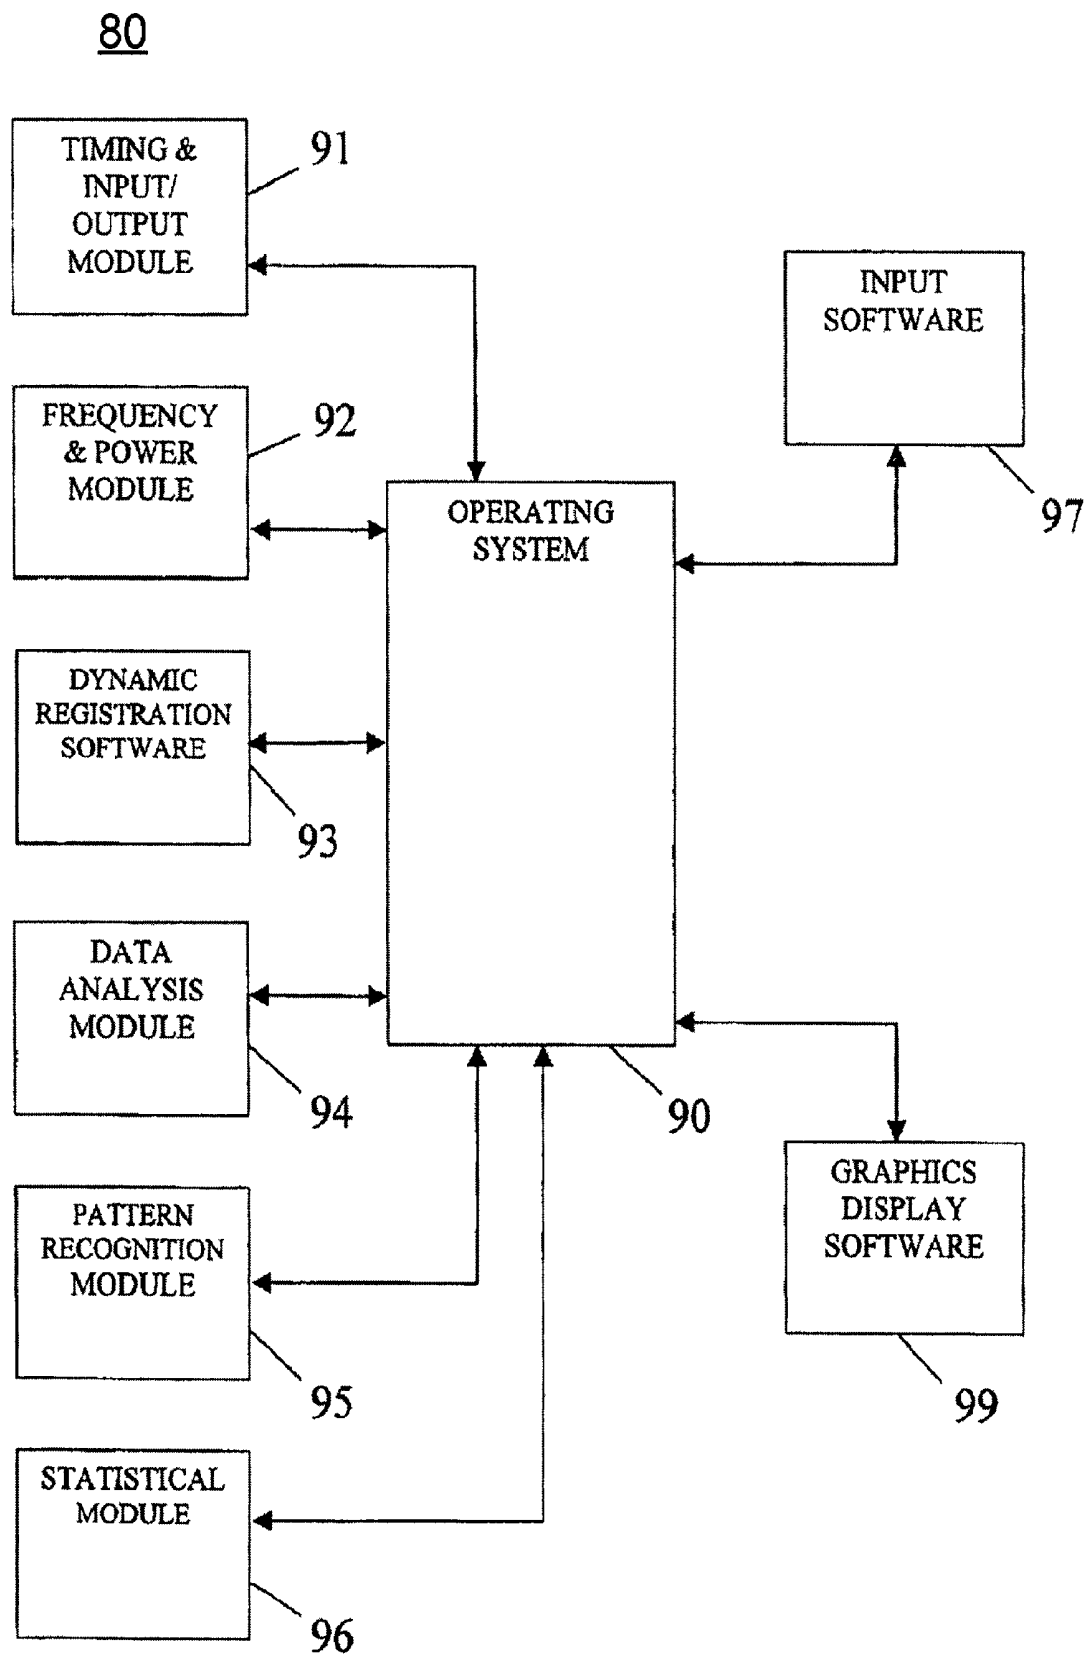 80
TIMING &
INPUT/
OUTPUT
MODULE
91
FREQUENCY
& POWER
MODULE
92
DYNAMIC
REGISTRATION
SOFTWARE
93
DATA
ANALYSIS
MODULE
94
PATTERN
RECOGNITION
MODULE
95
STATISTICAL
MODULE
96
OPERATING
SYSTEM
90
INPUT
SOFTWARE
97
GRAPHICS
DISPLAY
SOFTWARE
99